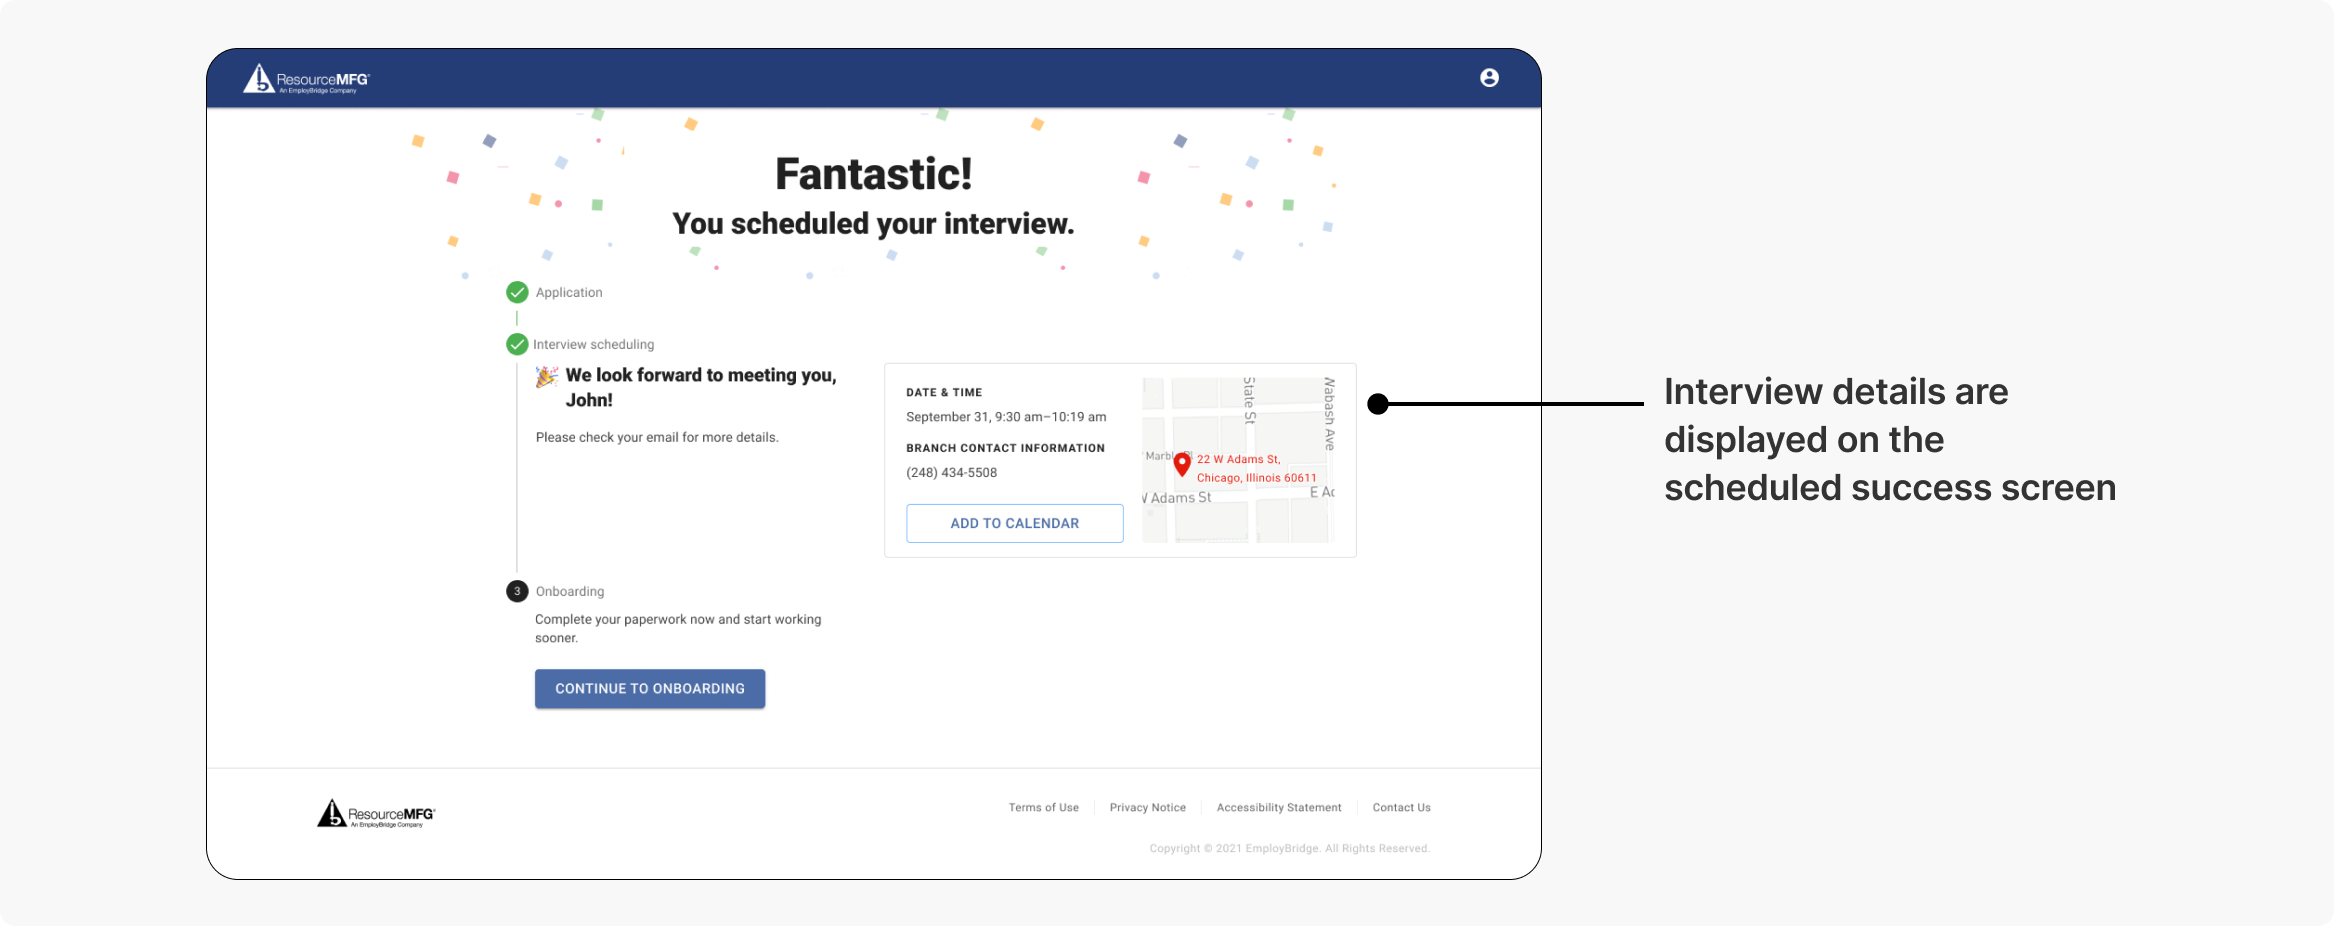 ResourceMFG®
An EmployBridge Company
Fantastic!
You scheduled your interview.
Application
Interview scheduling
We look forward to meeting you,
John!
Please check your email for more details.
DATE & TIME
September 31, 9:30 am–10:19 am
BRANCH CONTACT INFORMATION
(248) 434-5508
ADD TO CALENDAR
State St
Wabash Ave
22 W Adams St,
Chicago, Illinois 60611
W Adams St
3
Onboarding
Complete your paperwork now and start working
sooner.
CONTINUE TO ONBOARDING
Interview details are
displayed on the
scheduled success screen
ResourceMFG®
An EmployBridge Company
Terms of Use
Privacy Notice
Accessibility Statement
Contact Us
Copyright © 2021 EmployBridge. All Rights Reserved.